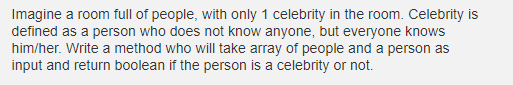 Imagine a room full of people, with only 1 celebrity in the room. Celebrity is
defined as a person who does not know anyone, but everyone knows
him/her. Write a method who will take array of people and a person as
input and return boolean if the person is a celebrity or not.